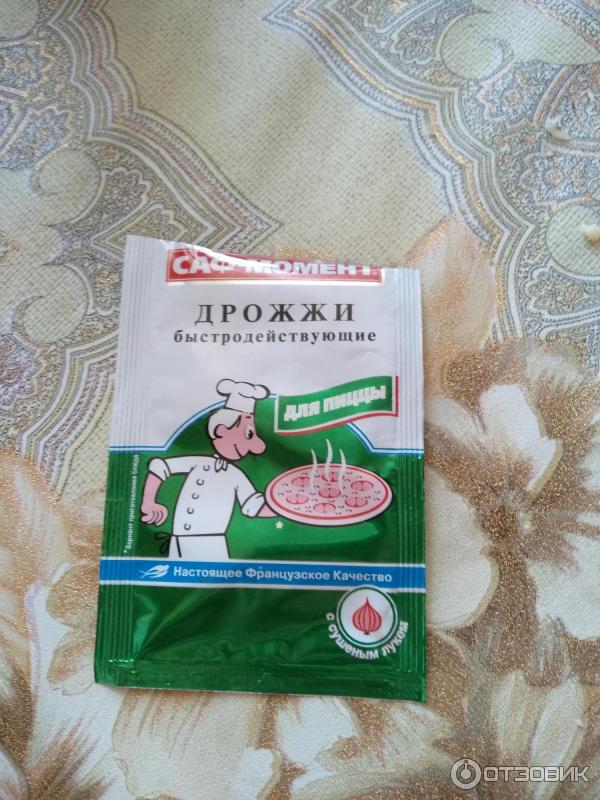 САФ-МОМЕНТ
ДРОЖЖИ
быстродействующие
для пиццы
*Вариант приготовления блюда
Настоящее Французское Качество
с сушеным луком
ОТЗОВИК